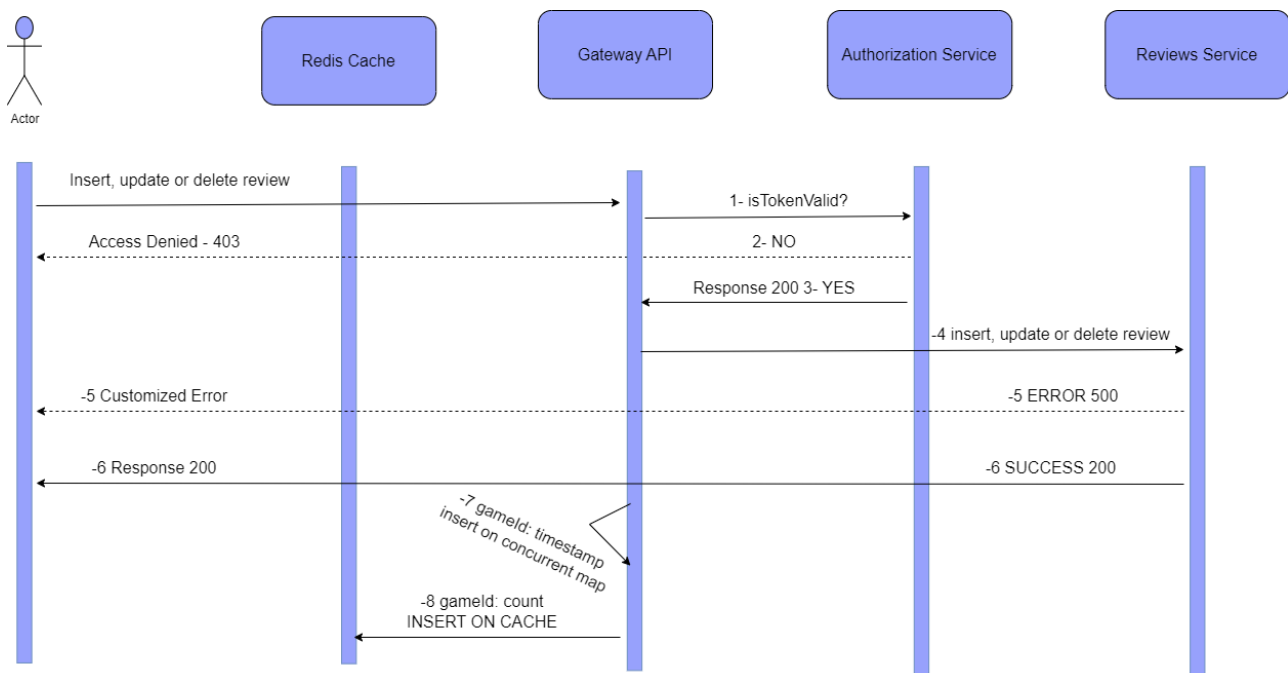 Actor
Redis Cache
Gateway API
Authorization Service
Reviews Service
Insert, update or delete review
1- isTokenValid?
Access Denied - 403
2- NO
Response 200 3- YES
-4 insert, update or delete review
-5 Customized Error
-5 ERROR 500
-6 Response 200
-6 SUCCESS 200
-7 gameId: timestamp
insert on concurrent map
-8 gameId: count
INSERT ON CACHE